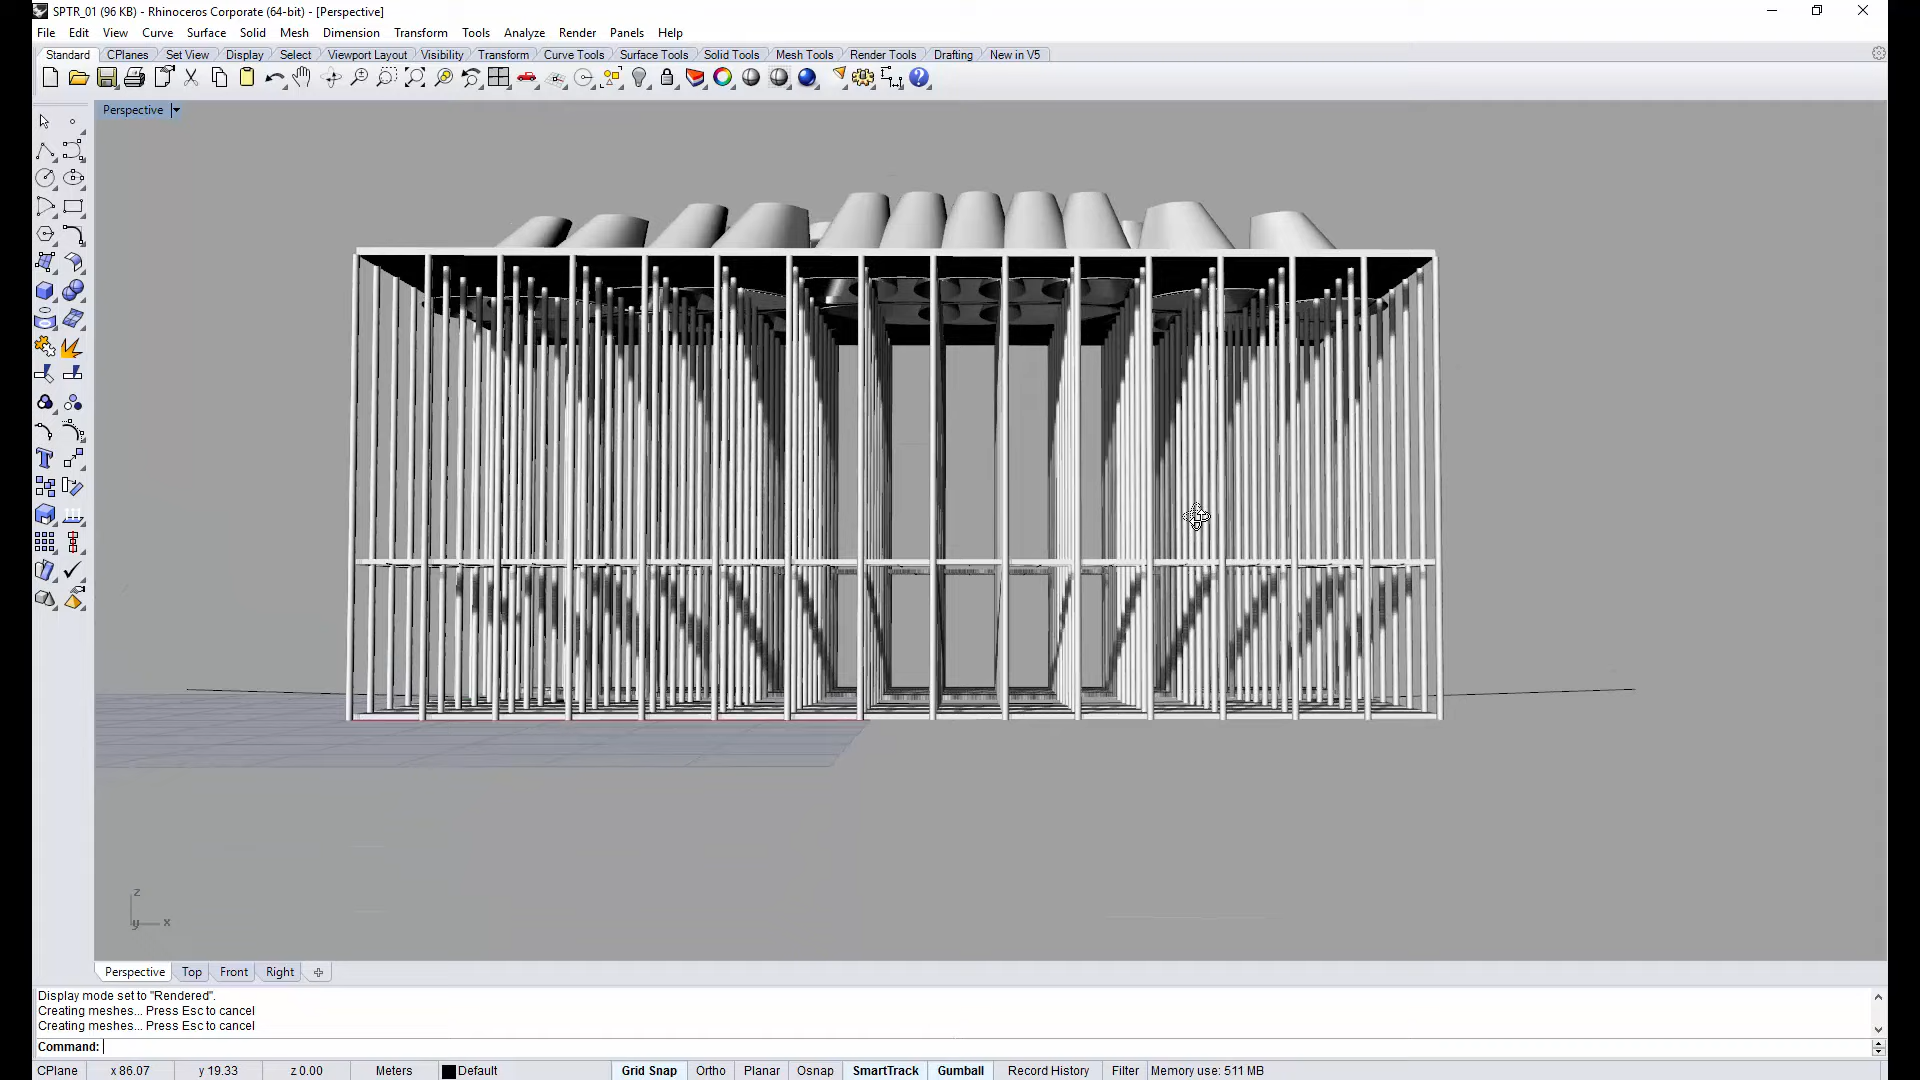 SPTR_01 (96 KB) - Rhinoceros Corporate (64-bit) - [Perspective]
File Edit View Curve Surface Solid Mesh Dimension Transform Tools Analyze Render Panels Help
Standard CPlanes Set View Display Select Viewport Layout Visibility Transform Curve Tools Surface Tools Solid Tools Mesh Tools Render Tools Drafting New in V5
Perspective
z
y x
Perspective Top Front Right
Display mode set to "Rendered".
Creating meshes... Press Esc to cancel
Creating meshes... Press Esc to cancel
Command:
CPlane x 86.07 y 19.33 z 0.00 Meters Default Grid Snap Ortho Planar Osnap SmartTrack Gumball Record History Filter Memory use: 511 MB